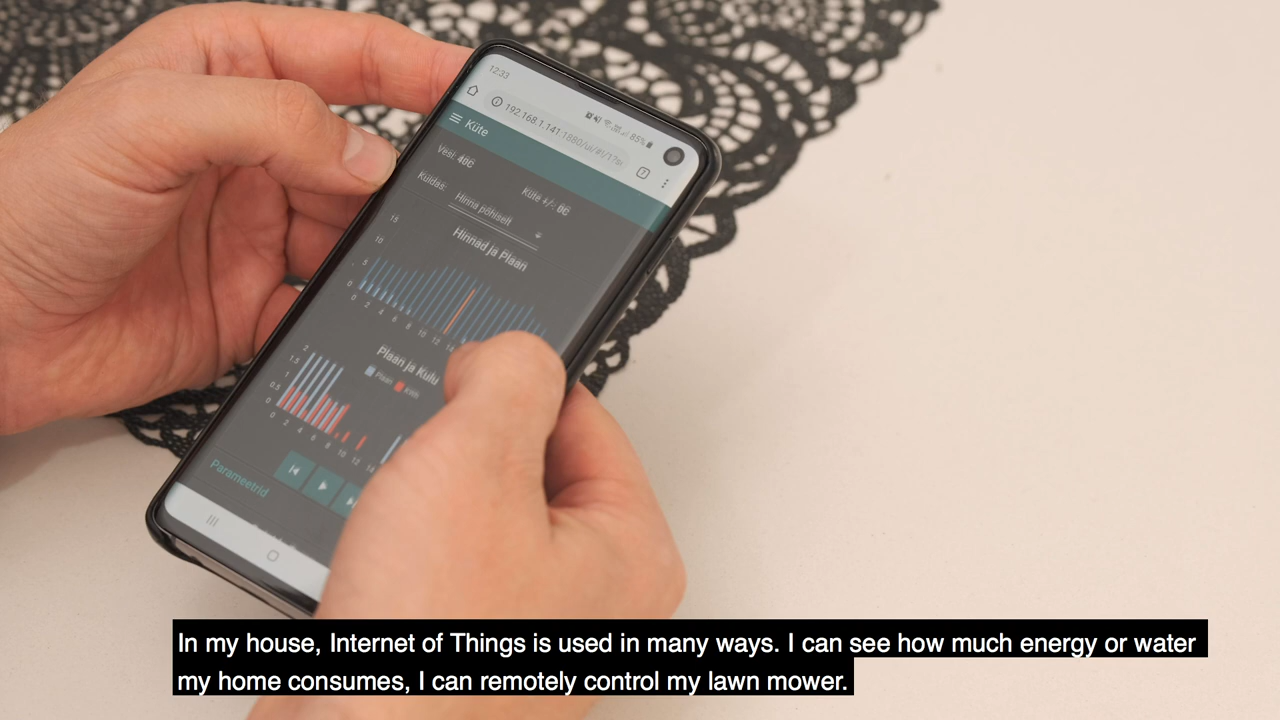 12:33
85%
192.168.1.141:1880/ui/#!/1?so
Küte
Vesi: 40C
Küte +/-: 0C
Kuidas:
Hinna põhiselt
Hinnad ja Plaan
15
10
5
0
0 2 4 6 8 10 12 14
Plaan ja Kulu
Plaan kWh
2
1.5
1
0.5
0
0 2 4 6 8 10 12 14
Parameetrid
In my house, Internet of Things is used in many ways. I can see how much energy or water
my home consumes, I can remotely control my lawn mower.